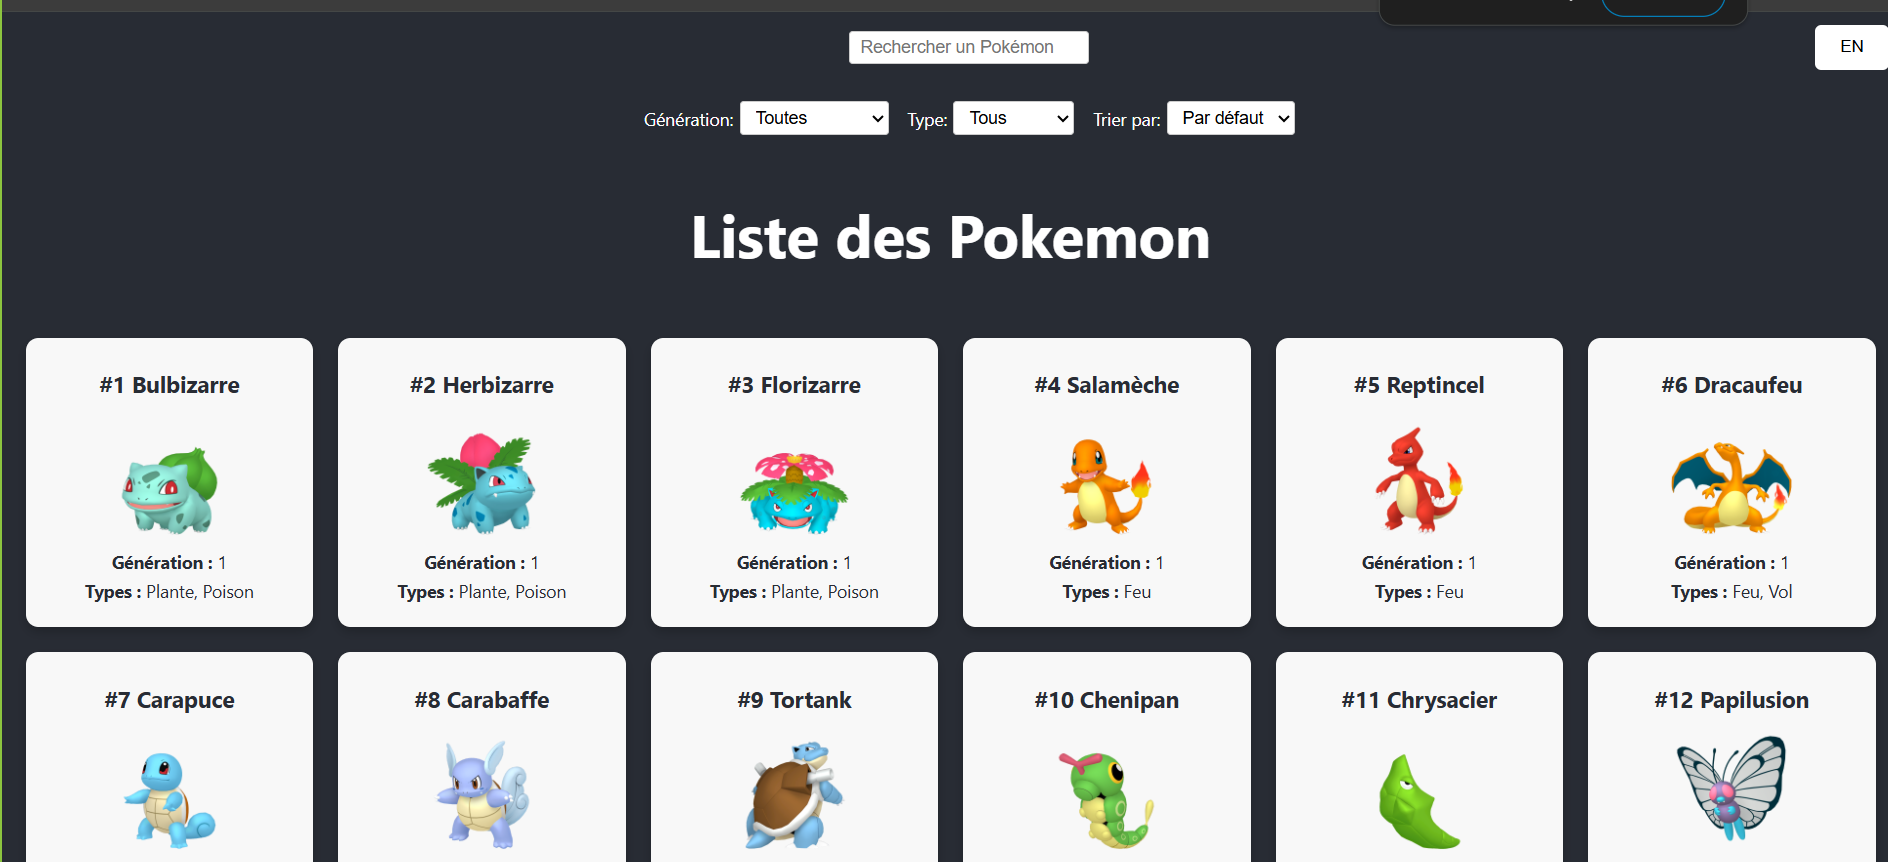 Rechercher un Pokémon
EN
Génération: Toutes Type: Tous Trier par: Par défaut
Liste des Pokemon
#1 Bulbizarre
Génération : 1
Types : Plante, Poison
#2 Herbizarre
Génération : 1
Types : Plante, Poison
#3 Florizarre
Génération : 1
Types : Plante, Poison
#4 Salamèche
Génération : 1
Types : Feu
#5 Reptincel
Génération : 1
Types : Feu
#6 Dracaufeu
Génération : 1
Types : Feu, Vol
#7 Carapuce
#8 Carabaffe
#9 Tortank
#10 Chenipan
#11 Chrysacier
#12 Papilusion